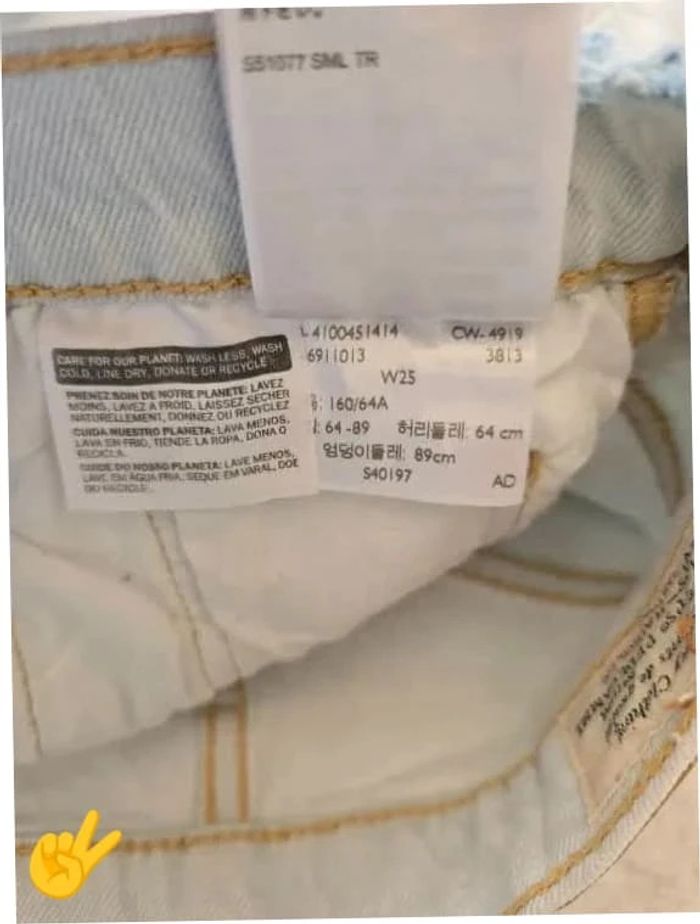 S51077 SML TR
CARE FOR OUR PLANET: WASH LESS, WASH
COLD, LINE DRY, DONATE OR RECYCLE
PRENEZ SOIN DE NOTRE PLANETE: LAVEZ
MOINS, LAVEZ A FROID, LAISSEZ SECHER
NATURELLEMENT, DONNEZ OU RECYCLEZ
CUIDA NUESTRO PLANETA: LAVA MENOS,
LAVA EN FRIO, TIENDE LA ROPA, DONA O
RECICLA.
CUIDE DO NOSSO PLANETA: LAVE MENOS,
LAVE EM AGUA FRIA, SEQUE EM VARAL, DOE
OU RECICLE.
L4100451414 CW-4919
6911013 3813
W25
160/64A
64-89 허리둘레: 64 cm
엉덩이둘레: 89cm
S40197 AD
Clothing